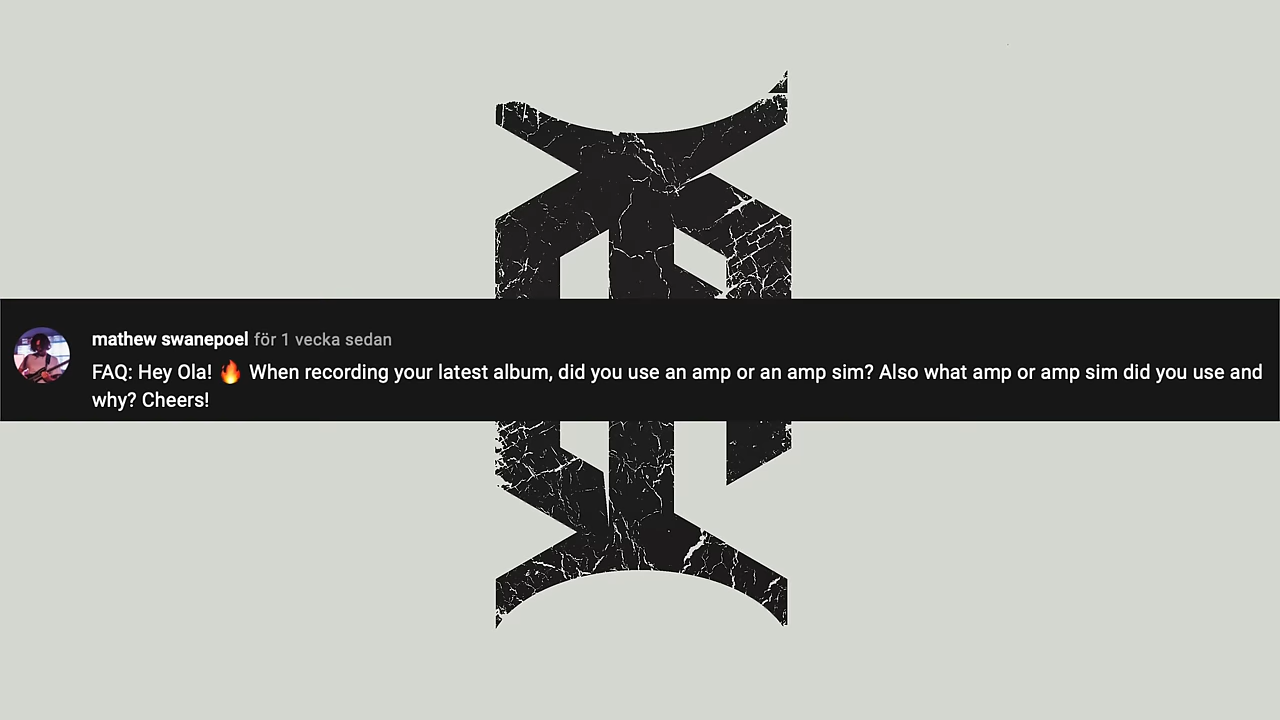 mathew swanepoel för 1 vecka sedan
FAQ: Hey Ola! 🔥 When recording your latest album, did you use an amp or an amp sim? Also what amp or amp sim did you use and
why? Cheers!